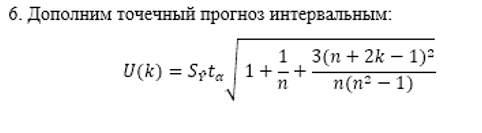 6. Дополним точечный прогноз интервальным:
U(k) = S_Ŷ t_α √(1 + 1/n + 3(n + 2k − 1)²/n(n² − 1))